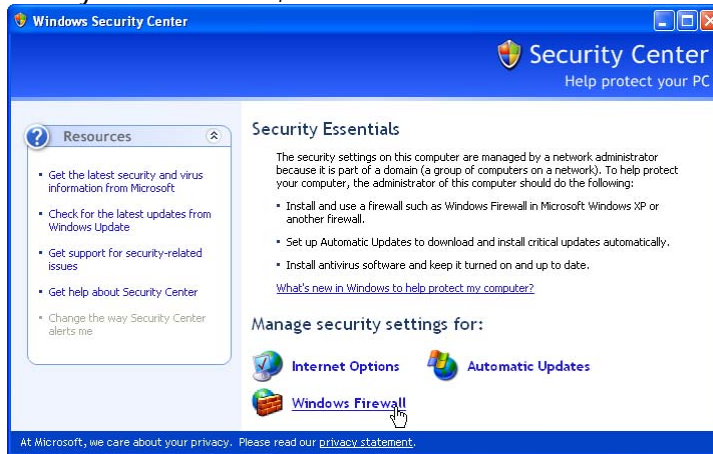 Windows Security Center
Security Center
Help protect your PC
Resources
Get the latest security and virus
information from Microsoft
Check for the latest updates from
Windows Update
Get support for security-related
issues
Get help about Security Center
Change the way Security Center
alerts me
Security Essentials
The security settings on this computer are managed by a network administrator
because it is part of a domain (a group of computers on a network). To help protect
your computer, the administrator of this computer should do the following:
Install and use a firewall such as Windows Firewall in Microsoft Windows XP or
another firewall.
Set up Automatic Updates to download and install critical updates automatically.
Install antivirus software and keep it turned on and up to date.
What's new in Windows to help protect my computer?
Manage security settings for:
Internet Options
Automatic Updates
Windows Firewall
At Microsoft, we care about your privacy. Please read our privacy statement.